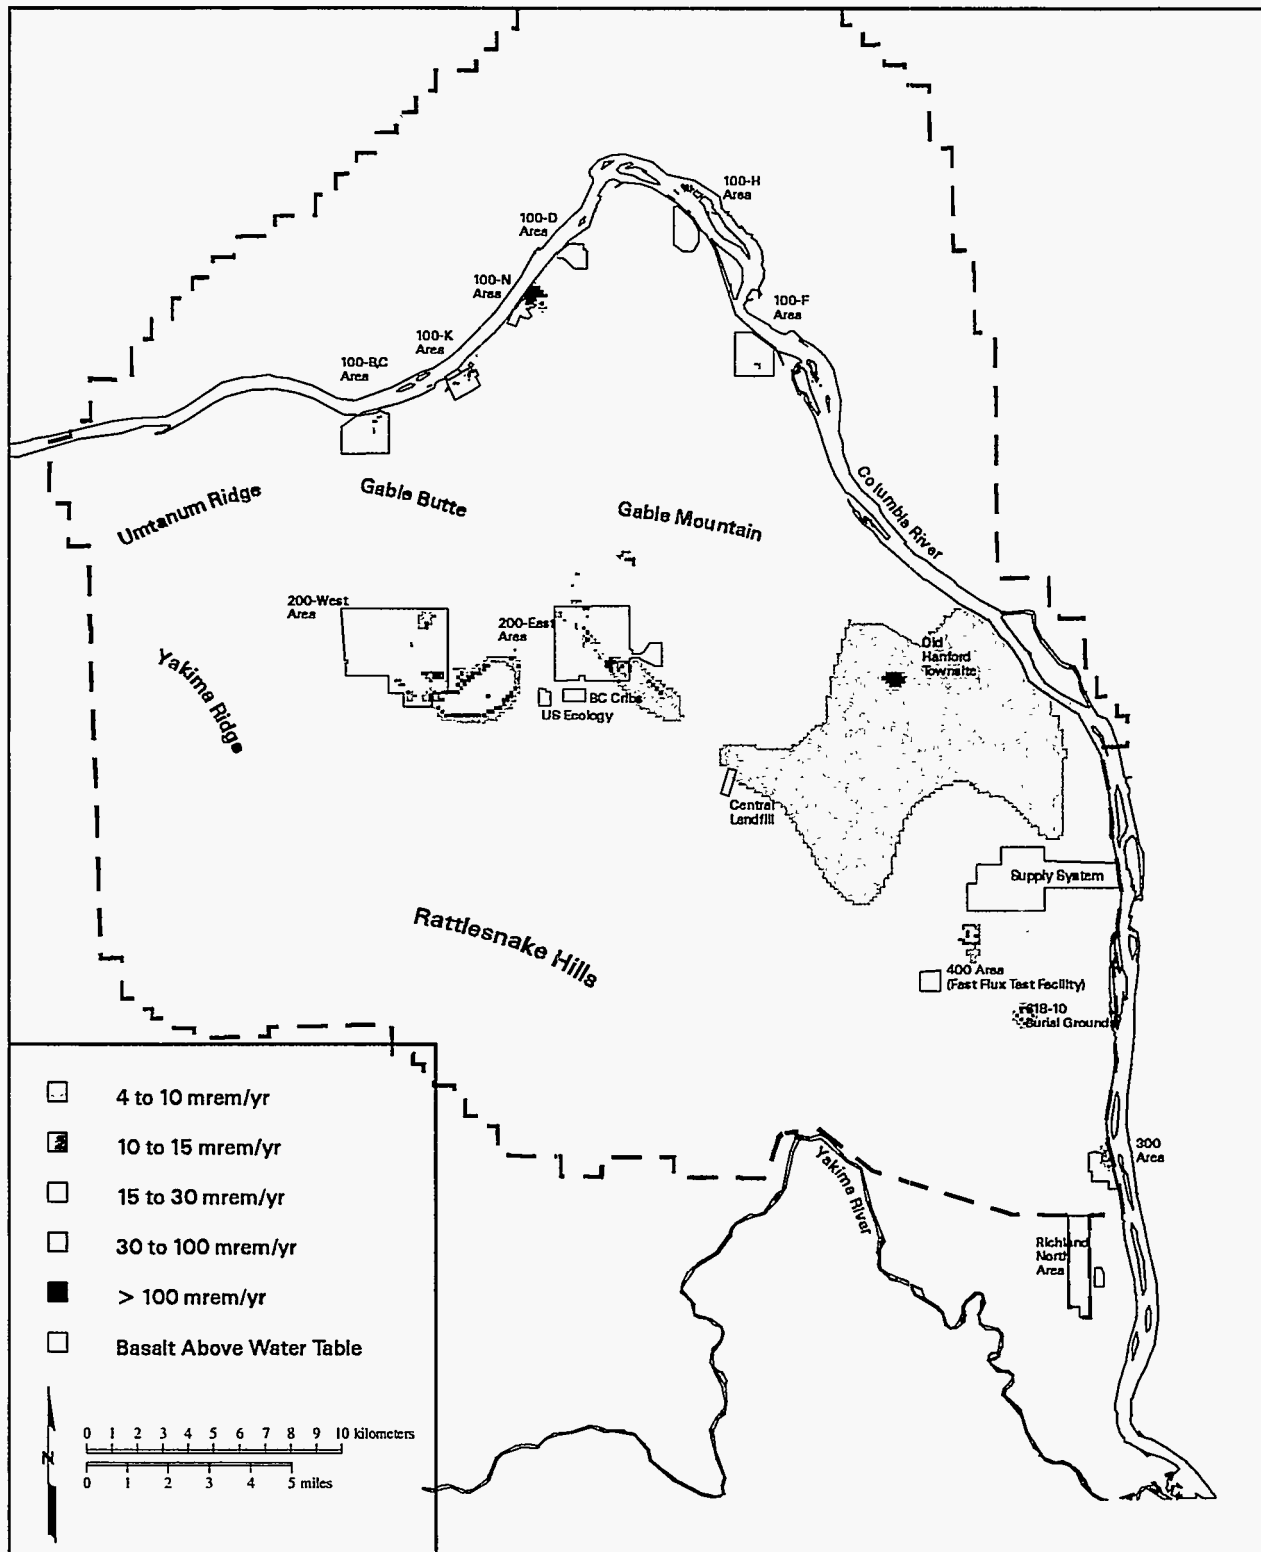 100-H
Area
100-D
Area
100-N
Area
100-F
Area
100-K
Area
100-B,C
Area
Columbia River
Umtanum Ridge
Gable Butte
Gable Mountain
200-West
Area
200-East
Area
Old
Hanford
Townsite
Yakima Ridge
BC Cribs
US Ecology
Central
Landfill
Supply System
Rattlesnake Hills
400 Area
(Fast Flux Test Facility)
618-10
Burial Grounds
4 to 10 mrem/yr
10 to 15 mrem/yr
15 to 30 mrem/yr
30 to 100 mrem/yr
> 100 mrem/yr
Basalt Above Water Table
300
Area
Yakima River
Richland
North
Area
N
0 1 2 3 4 5 6 7 8 9 10 kilometers
0 1 2 3 4 5 miles